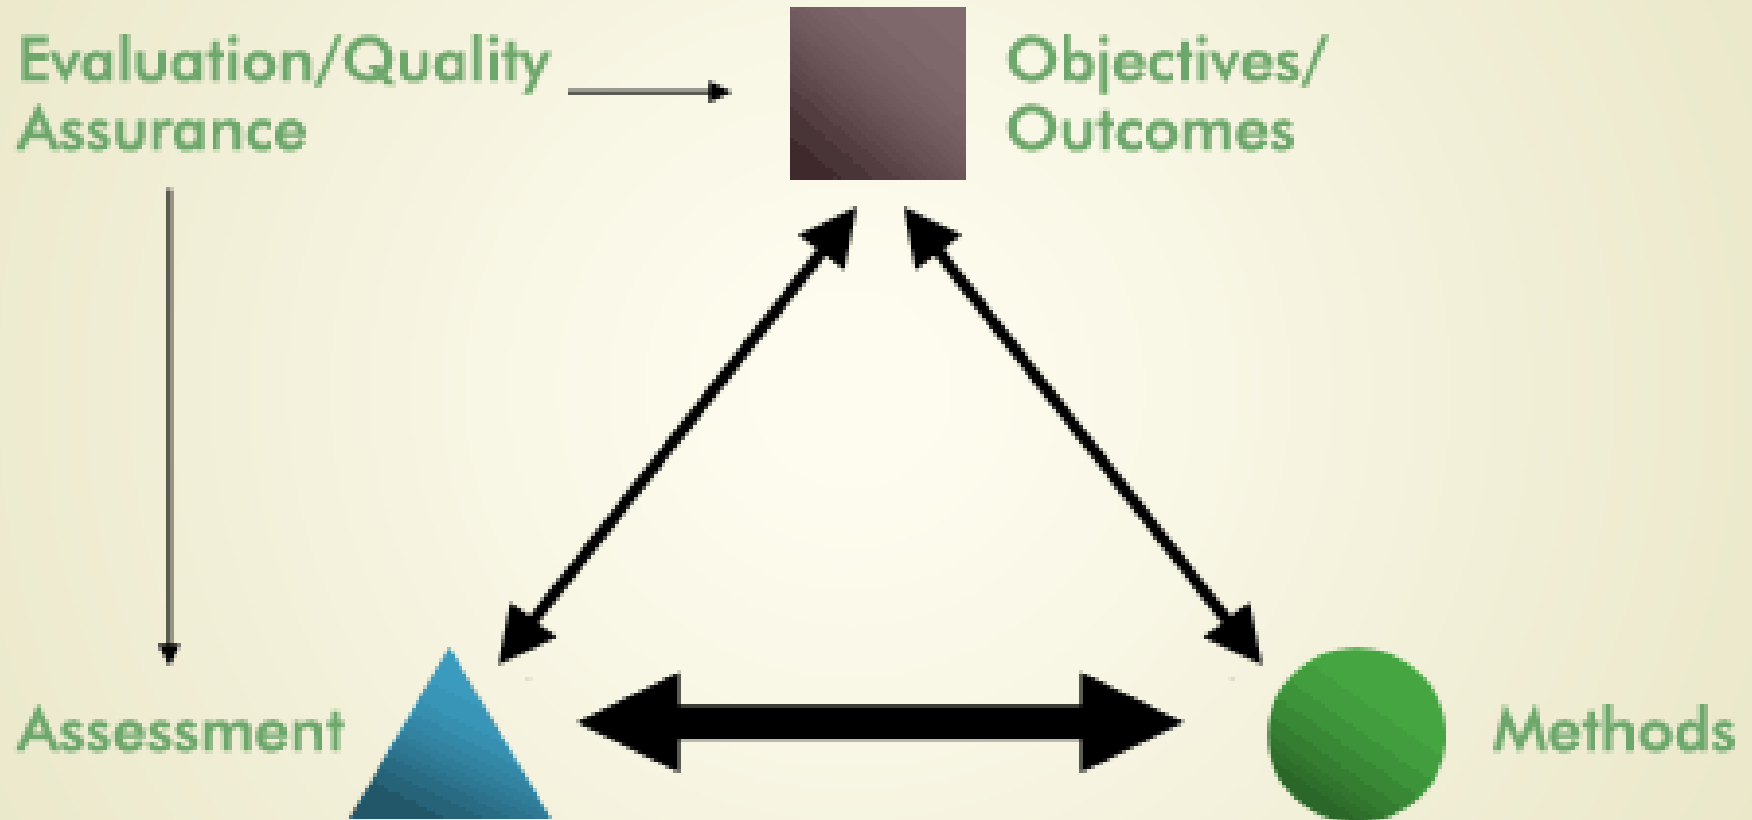 Evaluation/Quality
Assurance
Objectives/
Outcomes
Assessment
Methods